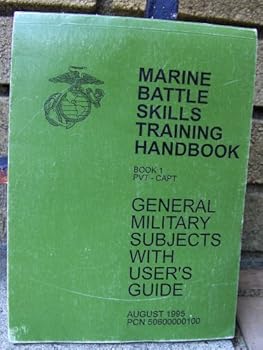 MARINE
BATTLE
SKILLS
TRAINING
HANDBOOK
BOOK 1
PVT - CAPT
GENERAL
MILITARY
SUBJECTS
WITH
USER'S
GUIDE
AUGUST 1995
PCN 50600000100